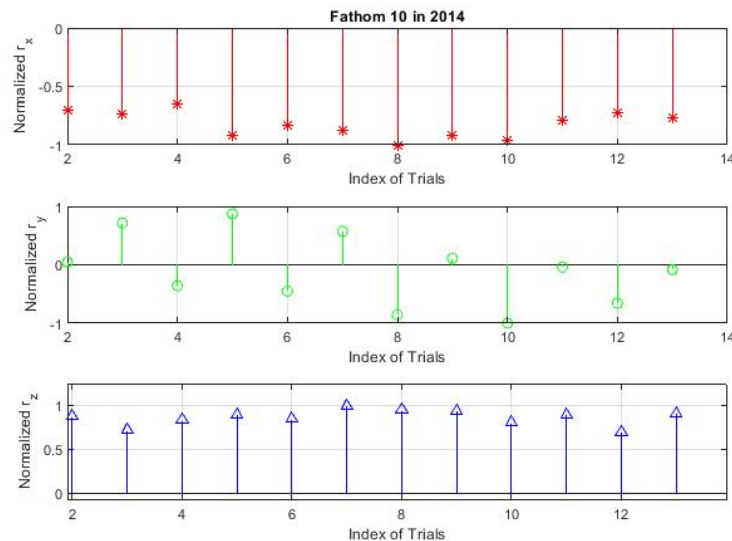 Fathom 10 in 2014
Normalized r_x
0
-0.5
-1
2 4 6 8 10 12 14
Index of Trials
Normalized r_y
1
0
-1
2 4 6 8 10 12 14
Index of Trials
Normalized r_z
1
0.5
0
2 4 6 8 10 12
Index of Trials